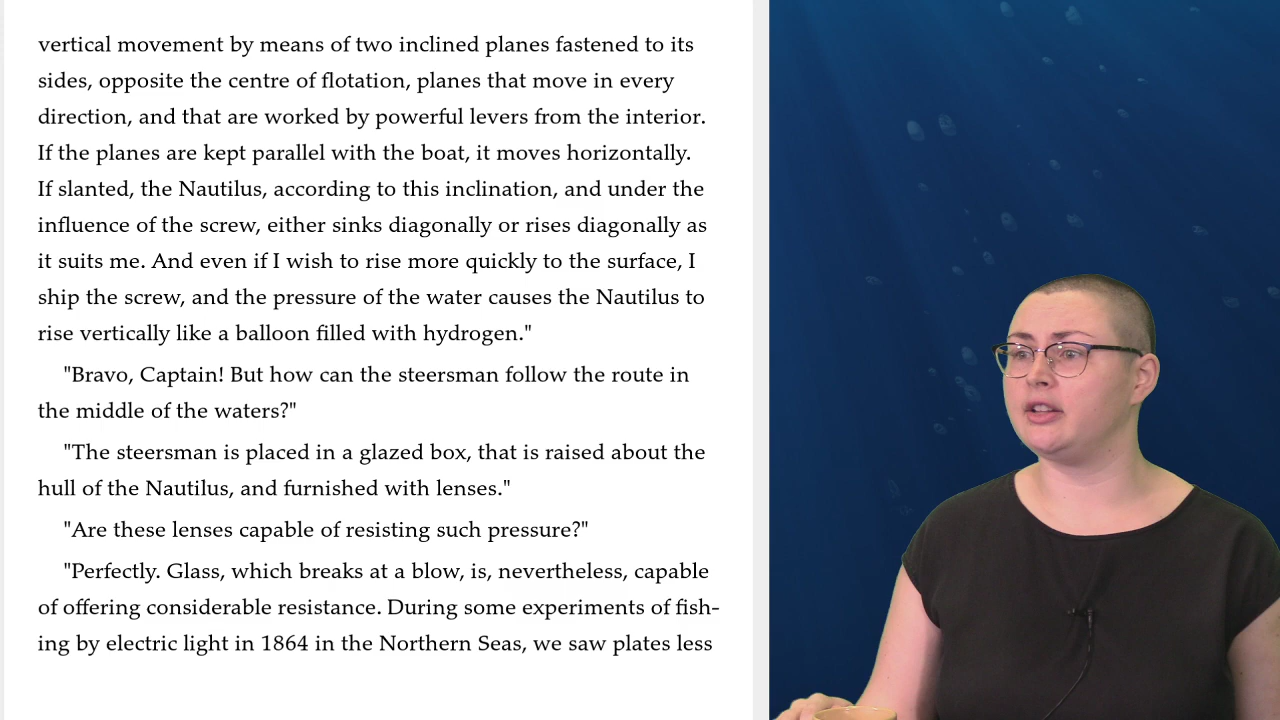 vertical movement by means of two inclined planes fastened to its
sides, opposite the centre of flotation, planes that move in every
direction, and that are worked by powerful levers from the interior.
If the planes are kept parallel with the boat, it moves horizontally.
If slanted, the Nautilus, according to this inclination, and under the
influence of the screw, either sinks diagonally or rises diagonally as
it suits me. And even if I wish to rise more quickly to the surface, I
ship the screw, and the pressure of the water causes the Nautilus to
rise vertically like a balloon filled with hydrogen."
"Bravo, Captain! But how can the steersman follow the route in
the middle of the waters?"
"The steersman is placed in a glazed box, that is raised about the
hull of the Nautilus, and furnished with lenses."
"Are these lenses capable of resisting such pressure?"
"Perfectly. Glass, which breaks at a blow, is, nevertheless, capable
of offering considerable resistance. During some experiments of fish-
ing by electric light in 1864 in the Northern Seas, we saw plates less